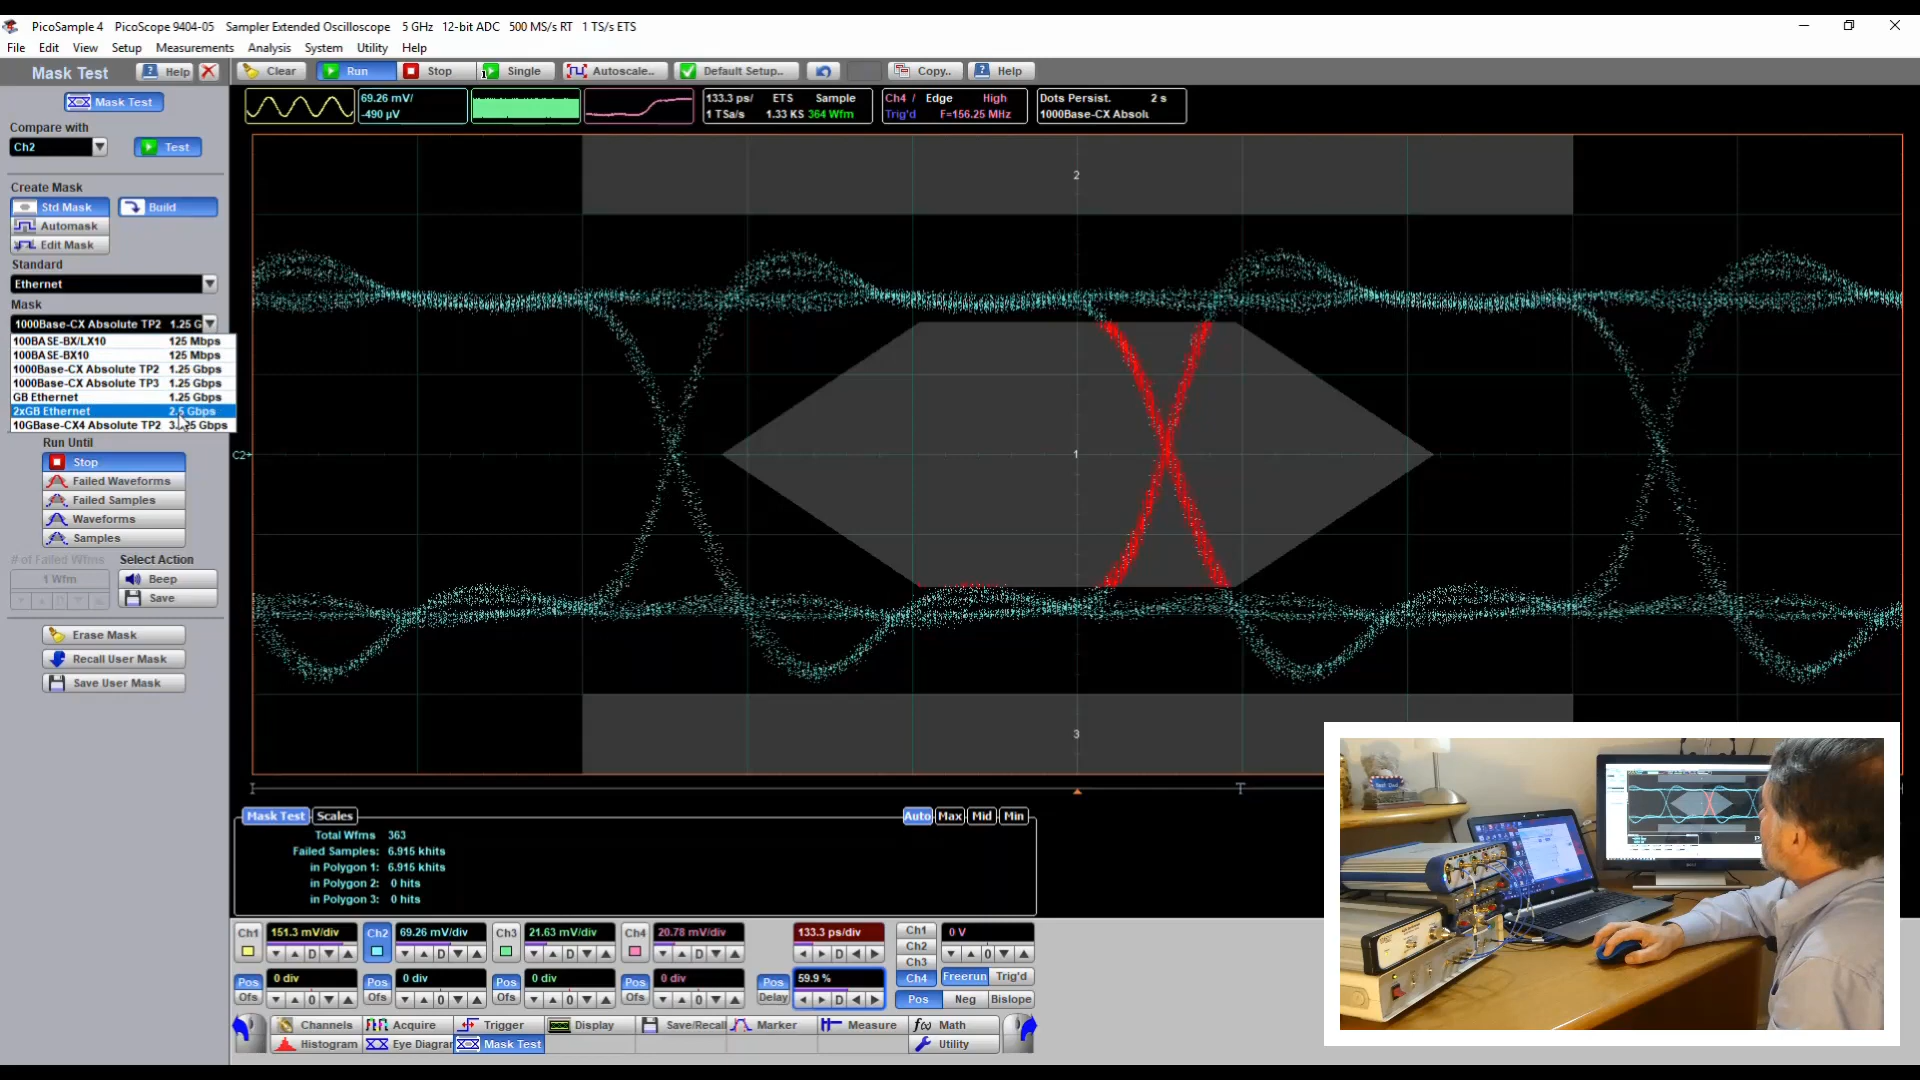 PicoSample 4 PicoScope 9404-05 Sampler Extended Oscilloscope 5 GHz 12-bit ADC 500 MS/s RT 1 TS/s ETS
File Edit View Setup Measurements Analysis System Utility Help
Mask Test Help Clear Run Stop Single Autoscale.. Default Setup.. Copy.. Help
Mask Test
69.26 mV/ 133.3 ps/ ETS Sample Ch4 / Edge High Dots Persist. 2 s
-490 µV 1 TSa/s 1.33 KS 364 Wfm Trig'd F=156.25 MHz 1000Base-CX Absolu
Compare with
Ch2 Test
Create Mask
Std Mask Build
Automask
Edit Mask
Standard
Ethernet
Mask
1000Base-CX Absolute TP2 1.25 G
100BASE-BX/LX10 125 Mbps
100BASE-BX10 125 Mbps
1000Base-CX Absolute TP2 1.25 Gbps
1000Base-CX Absolute TP3 1.25 Gbps
GB Ethernet 1.25 Gbps
2xGB Ethernet 2.5 Gbps
10GBase-CX4 Absolute TP2 Gbps
Run Until
Stop
Failed Waveforms
Failed Samples
Waveforms
Samples
# of Failed Wfms Select Action
1 Wfm Beep
Save
Erase Mask
Recall User Mask
Save User Mask
2
C2
1
3
T
Mask Test Scales Auto Max Mid Min
Total Wfms 363
Failed Samples: 6.915 khits
in Polygon 1: 6.915 khits
in Polygon 2: 0 hits
in Polygon 3: 0 hits
Ch1 151.3 mV/div Ch2 69.26 mV/div Ch3 21.63 mV/div Ch4 20.78 mV/div 133.3 ps/div Ch1 0 V
D D D D D Ch2 0
Ch3
Pos 0 div Pos 0 div Pos 0 div Pos 0 div Pos 59.9 % Ch4 Freerun Trig'd
Ofs 0 Ofs 0 Ofs 0 Ofs 0 Delay D Pos Neg Bislope
Channels Acquire Trigger Display Save/Recall Marker Measure f(x) Math
Histogram Eye Diagran Mask Test Utility